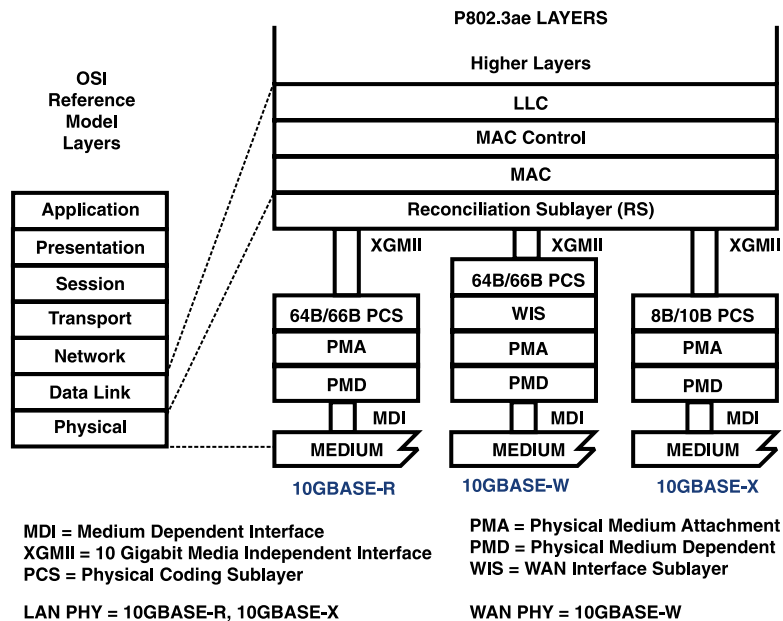 P802.3ae LAYERS
OSI
Reference
Model
Layers
Higher Layers
LLC
MAC Control
MAC
Reconciliation Sublayer (RS)
Application
Presentation
Session
Transport
Network
Data Link
Physical
XGMII
64B/66B PCS
PMA
PMD
MDI
MEDIUM
10GBASE-R
XGMII
64B/66B PCS
WIS
PMA
PMD
MDI
MEDIUM
10GBASE-W
XGMII
8B/10B PCS
PMA
PMD
MDI
MEDIUM
10GBASE-X
MDI = Medium Dependent Interface
XGMII = 10 Gigabit Media Independent Interface
PCS = Physical Coding Sublayer
LAN PHY = 10GBASE-R, 10GBASE-X
PMA = Physical Medium Attachment
PMD = Physical Medium Dependent
WIS = WAN Interface Sublayer
WAN PHY = 10GBASE-W